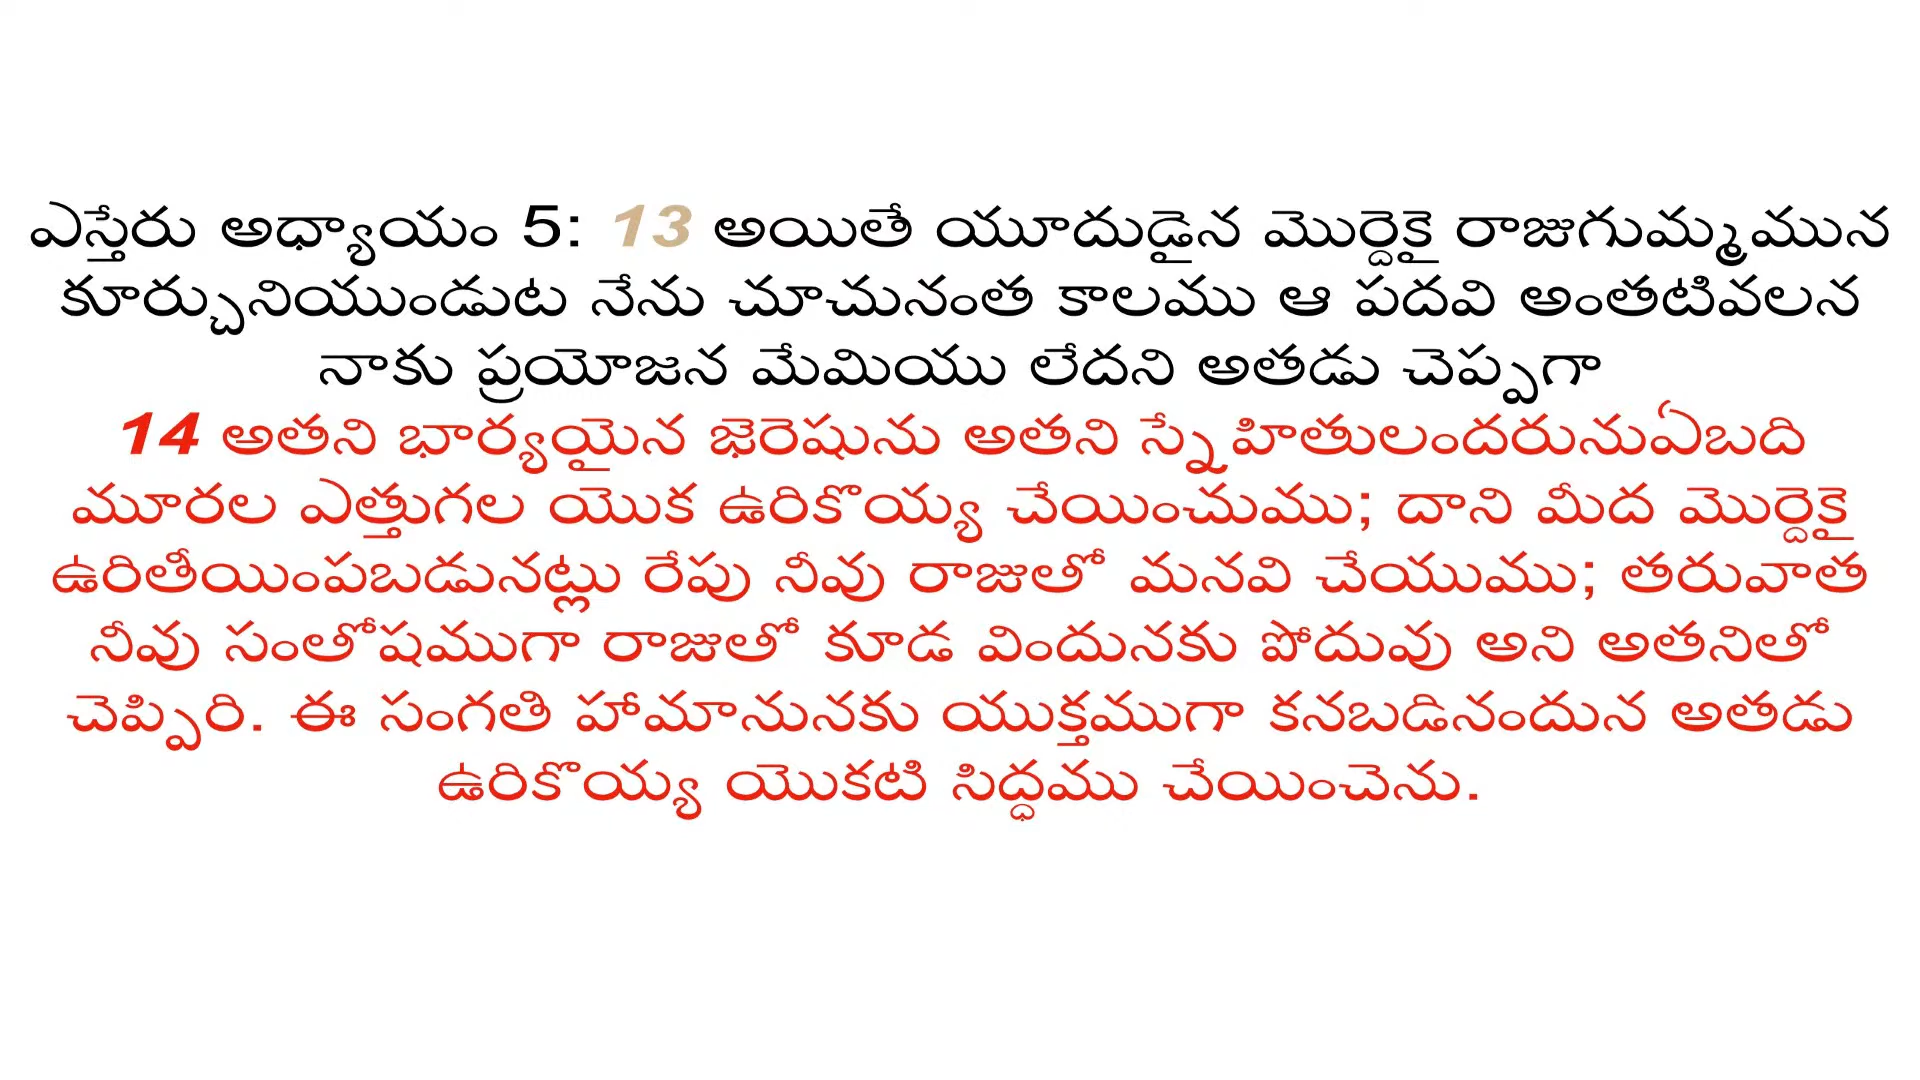 ఎస్తేరు అధ్యాయం 5: 13 అయితే యూదుడైన మొర్దెకై రాజుగుమ్మమున
కూర్చునియుండుట నేను చూచునంత కాలము ఆ పదవి అంతటివలన
నాకు ప్రయోజన మేమియు లేదని అతడు చెప్పగా
14 అతని భార్యయైన జెరెషును అతని స్నేహితులందరునుఏబది
మూరల ఎత్తుగల యొక ఉరికొయ్య చేయించుము; దాని మీద మొర్దెకై
ఉరితీయింపబడునట్లు రేపు నీవు రాజుతో మనవి చేయుము; తరువాత
నీవు సంతోషముగా రాజుతో కూడ విందునకు పోదువు అని అతనితో
చెప్పిరి. ఈ సంగతి హామానునకు యుక్తముగా కనబడినందున అతడు
ఉరికొయ్య యొకటి సిద్ధము చేయించెను.